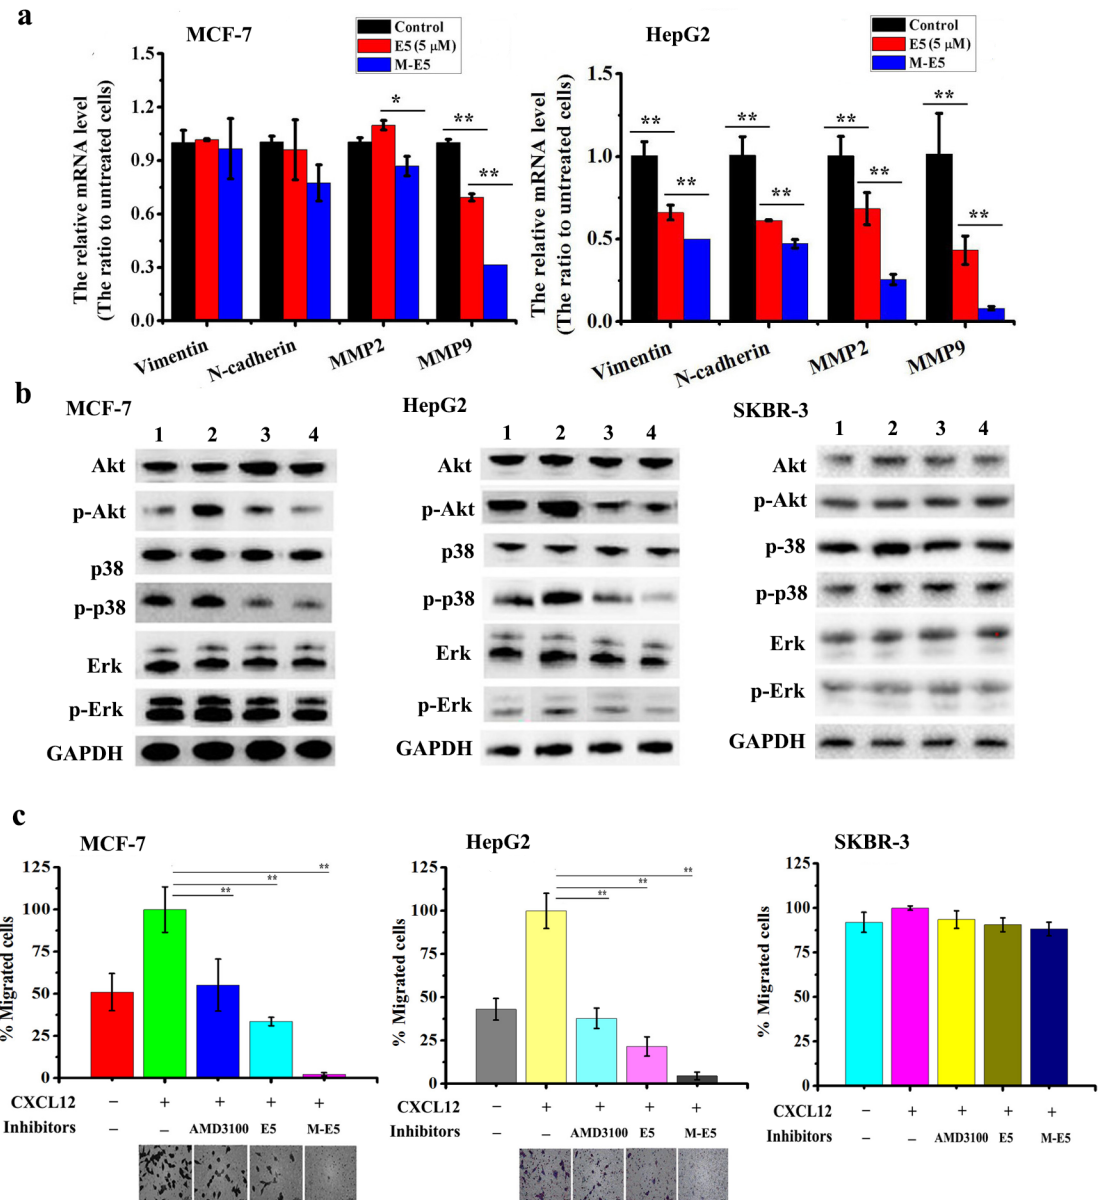 a
MCF-7
Control
E5 (5 μM)
M-E5
The relative mRNA level
(The ratio to untreated cells)
1.5
1.2
0.9
0.6
0.3
0.0
*
**
**
Vimentin
N-cadherin
MMP2
MMP9
HepG2
Control
E5 (5 μM)
M-E5
The relative mRNA level
(The ratio to untreated cells)
1.5
1.0
0.5
0.0
**
**
**
**
**
**
**
**
Vimentin
N-cadherin
MMP2
MMP9
b
MCF-7
1 2 3 4
Akt
p-Akt
p38
p-p38
Erk
p-Erk
GAPDH
HepG2
1 2 3 4
Akt
p-Akt
p38
p-p38
Erk
p-Erk
GAPDH
SKBR-3
1 2 3 4
Akt
p-Akt
p-38
p-p38
Erk
p-Erk
GAPDH
c
MCF-7
% Migrated cells
125
100
75
50
25
0
**
**
**
CXCL12 – + + + +
Inhibitors – – AMD3100 E5 M-E5
HepG2
% Migrated cells
125
100
75
50
25
0
**
**
**
CXCL12 – + + + +
Inhibitors – – AMD3100 E5 M-E5
SKBR-3
% Migrated cells
125
100
75
50
25
0
CXCL12 – + + + +
Inhibitors – – AMD3100 E5 M-E5